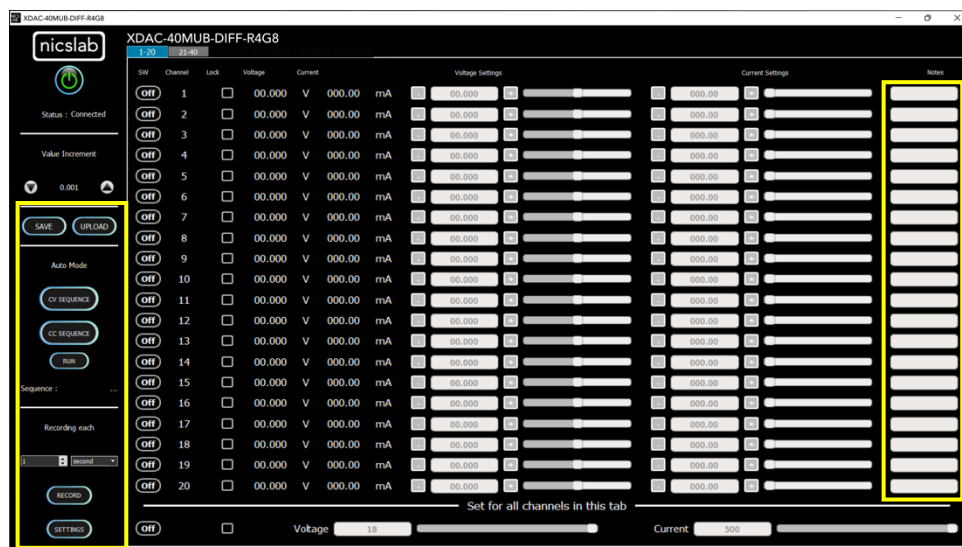 XDAC-40MUB-DIFF-R4G8
nicslab
XDAC-40MUB-DIFF-R4G8
1-20 21-40
SW Channel Lock Voltage Current Voltage Settings Current Settings Notes
Status : Connected
Value Increment
0.001
SAVE UPLOAD
Auto Mode
CV SEQUENCE
CC SEQUENCE
RUN
Sequence : ...
Recording each
1 second
RECORD
SETTINGS
Off 1 00.000 V 000.00 mA - 00.000 + - 000.00 +
Off 2 00.000 V 000.00 mA - 00.000 + - 000.00 +
Off 3 00.000 V 000.00 mA - 00.000 + - 000.00 +
Off 4 00.000 V 000.00 mA - 00.000 + - 000.00 +
Off 5 00.000 V 000.00 mA - 00.000 + - 000.00 +
Off 6 00.000 V 000.00 mA - 00.000 + - 000.00 +
Off 7 00.000 V 000.00 mA - 00.000 + - 000.00 +
Off 8 00.000 V 000.00 mA - 00.000 + - 000.00 +
Off 9 00.000 V 000.00 mA - 00.000 + - 000.00 +
Off 10 00.000 V 000.00 mA - 00.000 + - 000.00 +
Off 11 00.000 V 000.00 mA - 00.000 + - 000.00 +
Off 12 00.000 V 000.00 mA - 00.000 + - 000.00 +
Off 13 00.000 V 000.00 mA - 00.000 + - 000.00 +
Off 14 00.000 V 000.00 mA - 00.000 + - 000.00 +
Off 15 00.000 V 000.00 mA - 00.000 + - 000.00 +
Off 16 00.000 V 000.00 mA - 00.000 + - 000.00 +
Off 17 00.000 V 000.00 mA - 00.000 + - 000.00 +
Off 18 00.000 V 000.00 mA - 00.000 + - 000.00 +
Off 19 00.000 V 000.00 mA - 00.000 + - 000.00 +
Off 20 00.000 V 000.00 mA - 00.000 + - 000.00 +
Set for all channels in this tab
Off Voltage 18 Current 500